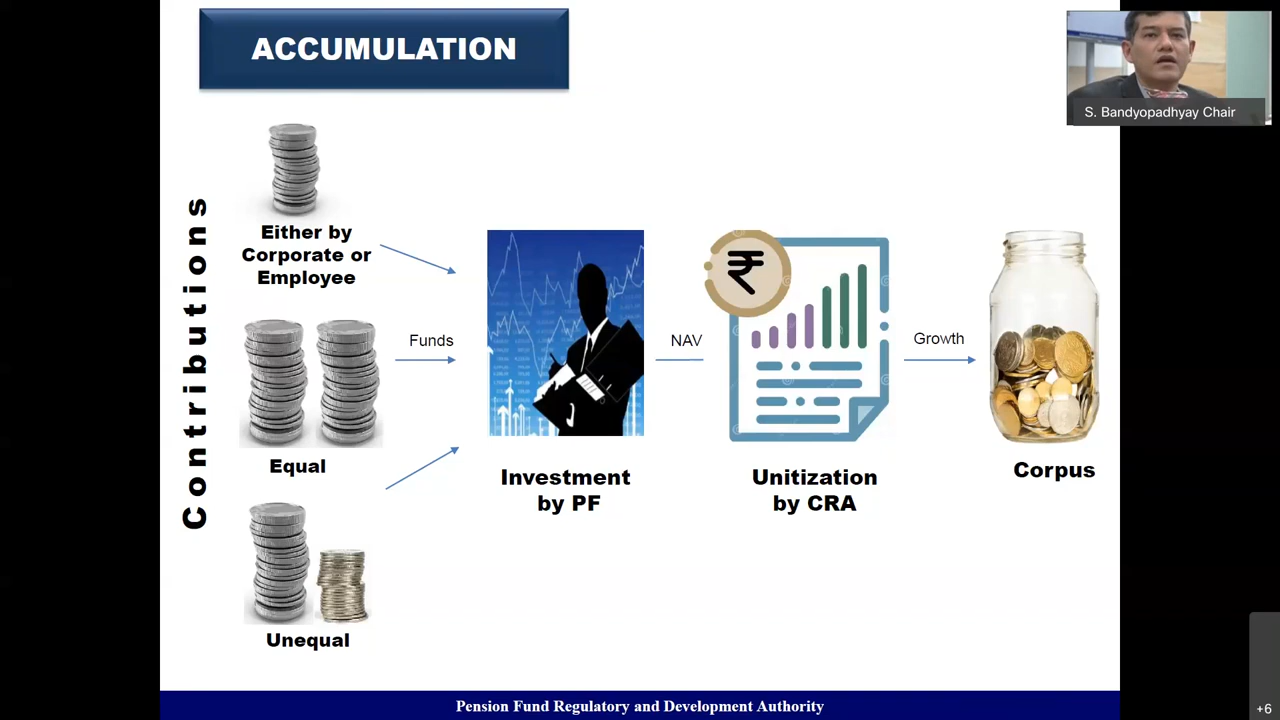 ACCUMULATION
S. Bandyopadhyay Chair
Contributions
Either by
Corporate or
Employee
Equal
Unequal
Funds
Investment
by PF
NAV
₹
Unitization
by CRA
Growth
Corpus
Pension Fund Regulatory and Development Authority
+6